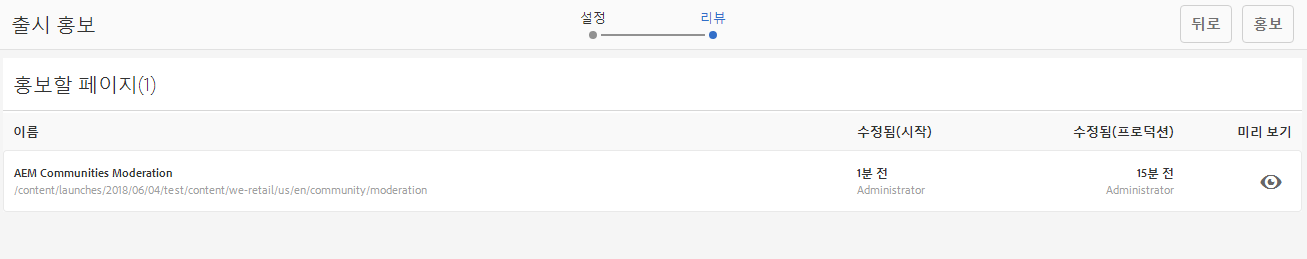 출시 홍보
설정
리뷰
뒤로
홍보
홍보할 페이지(1)
이름 수정됨(시작) 수정됨(프로덕션) 미리 보기
AEM Communities Moderation 1분 전 15분 전
/content/launches/2018/06/04/test/content/we-retail/us/en/community/moderation Administrator Administrator